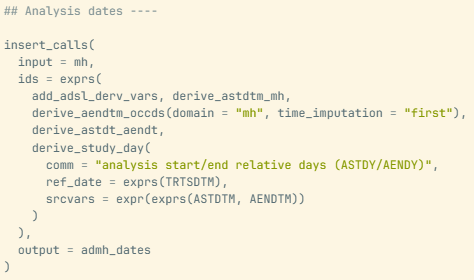 ## Analysis dates ----
insert_calls(
  input = mh,
  ids = exprs(
    add_adsl_derv_vars, derive_astdtm_mh,
    derive_aendtm_occds(domain = "mh", time_imputation = "first"),
    derive_astdt_aendt,
    derive_study_day(
      comm = "analysis start/end relative days (ASTDY/AENDY)",
      ref_date = exprs(TRTSDTM),
      srcvars = expr(exprs(ASTDTM, AENDTM))
    )
  ),
  output = admh_dates
)